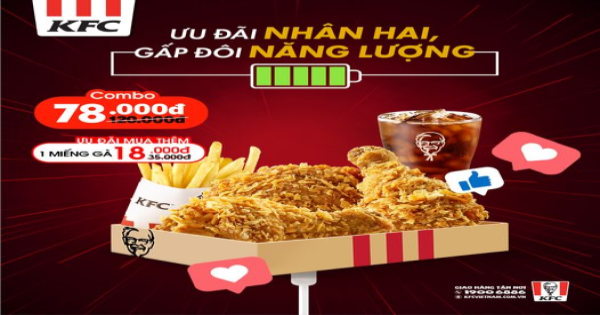 KFC
ƯU ĐÃI NHÂN HAI,
GẤP ĐÔI NĂNG LƯỢNG
Combo
78.000đ
120.000đ
ƯU ĐÃI MUA THÊM
1 MIẾNG GÀ 18.000đ
35.000đ
KFC
GIAO HÀNG TẬN NƠI
1900 6886
KFCVIETNAM.COM.VN
KFC